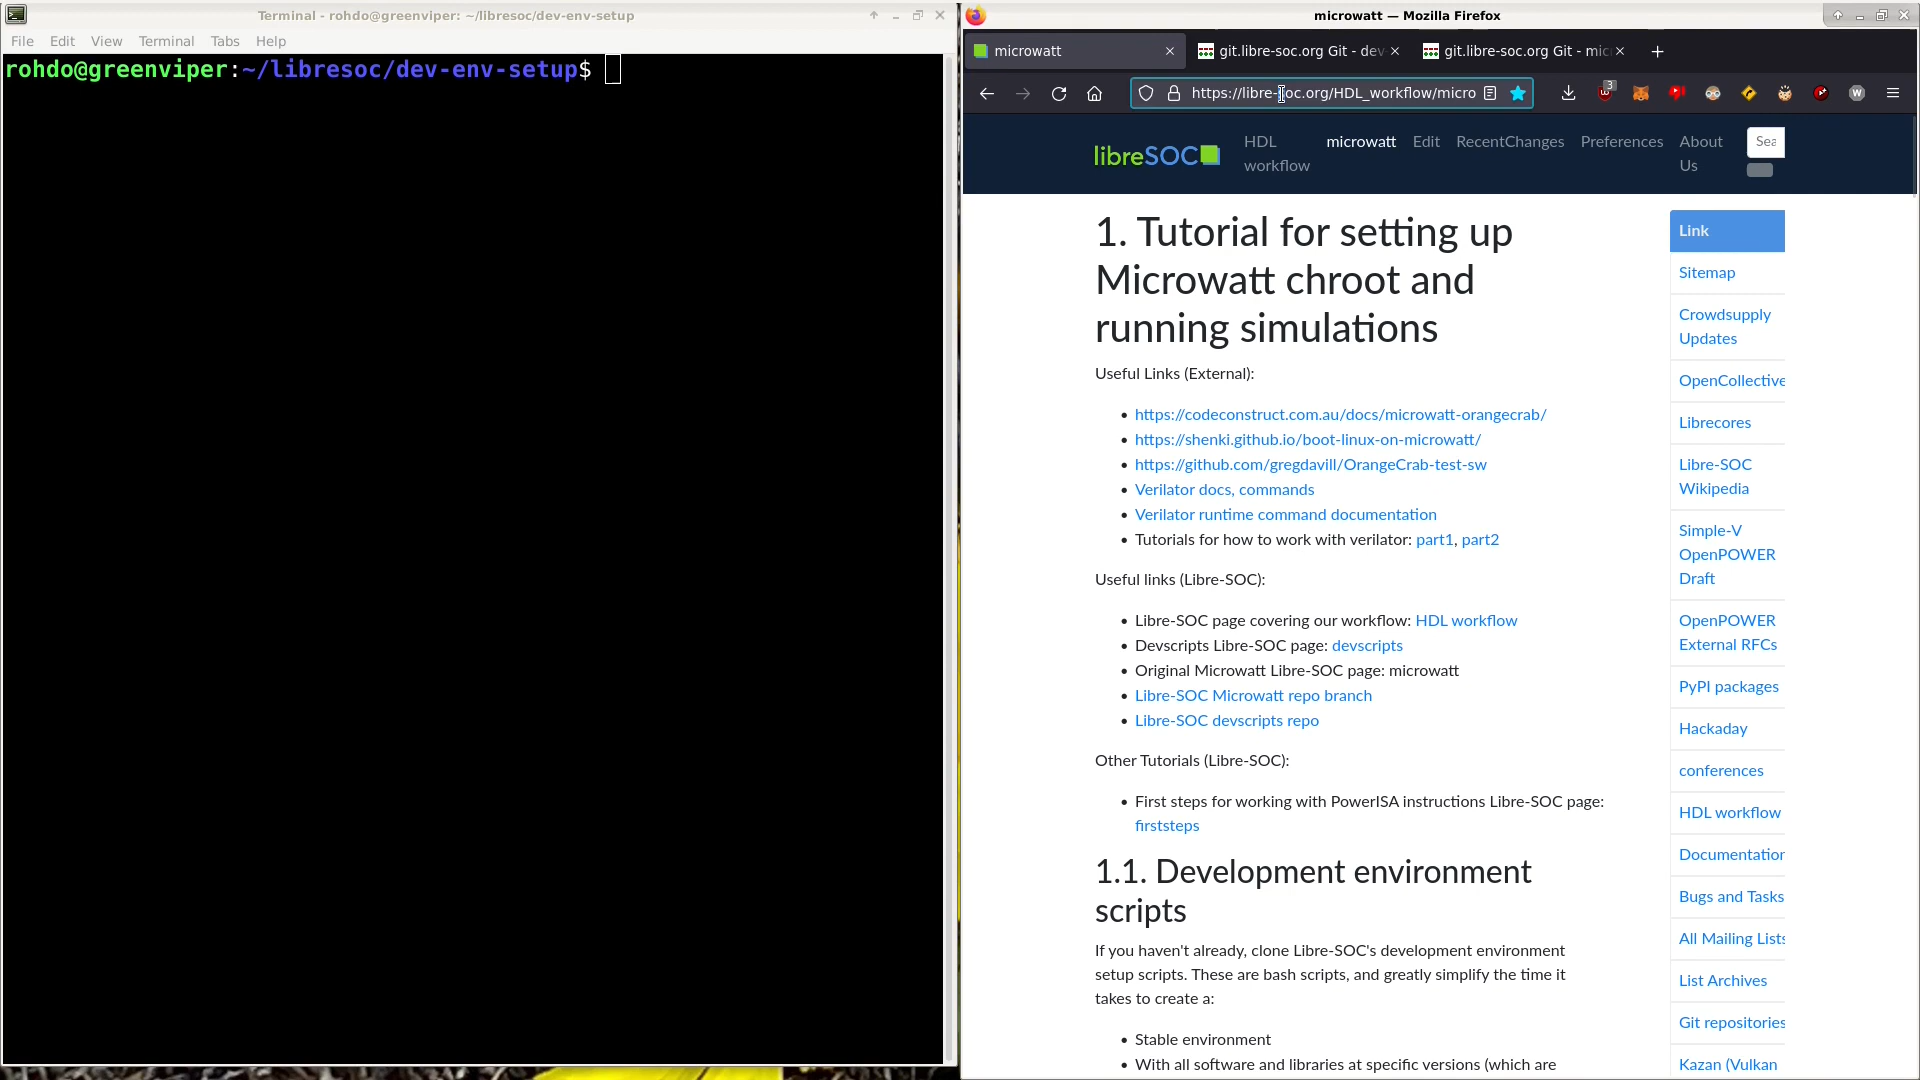 Terminal - rohdo@greenviper: ~/libresoc/dev-env-setup
File Edit View Terminal Tabs Help
rohdo@greenviper:~/libresoc/dev-env-setup$
microwatt — Mozilla Firefox
microwatt
git.libre-soc.org Git - dev
git.libre-soc.org Git - mic
https://libre-soc.org/HDL_workflow/micro
3
W
libreSOC
HDL workflow
microwatt
Edit
RecentChanges
Preferences
About Us
Sea
1. Tutorial for setting up
Microwatt chroot and
running simulations
Useful Links (External):
• https://codeconstruct.com.au/docs/microwatt-orangecrab/
• https://shenki.github.io/boot-linux-on-microwatt/
• https://github.com/gregdavill/OrangeCrab-test-sw
• Verilator docs, commands
• Verilator runtime command documentation
• Tutorials for how to work with verilator: part1, part2
Useful links (Libre-SOC):
• Libre-SOC page covering our workflow: HDL workflow
• Devscripts Libre-SOC page: devscripts
• Original Microwatt Libre-SOC page: microwatt
• Libre-SOC Microwatt repo branch
• Libre-SOC devscripts repo
Other Tutorials (Libre-SOC):
• First steps for working with PowerISA instructions Libre-SOC page:
firststeps
1.1. Development environment
scripts
If you haven't already, clone Libre-SOC's development environment
setup scripts. These are bash scripts, and greatly simplify the time it
takes to create a:
• Stable environment
• With all software and libraries at specific versions (which are
Link
Sitemap
Crowdsupply
Updates
OpenCollective
Librecores
Libre-SOC
Wikipedia
Simple-V
OpenPOWER
Draft
OpenPOWER
External RFCs
PyPI packages
Hackaday
conferences
HDL workflow
Documentation
Bugs and Tasks
All Mailing Lists
List Archives
Git repositories
Kazan (Vulkan